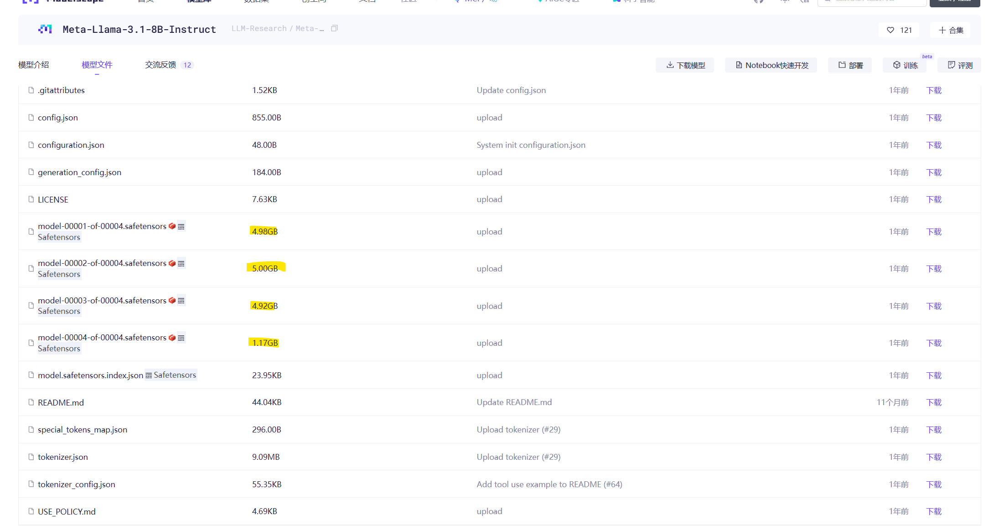 Meta-Llama-3.1-8B-Instruct LLM-Research / Meta-... 121 合集
模型介绍 模型文件 交流反馈 12 下载模型 Notebook快速开发 部署 训练 beta 评测
.gitattributes 1.52KB Update config.json 1年前 下载
config.json 855.00B upload 1年前 下载
configuration.json 48.00B System init configuration.json 1年前 下载
generation_config.json 184.00B upload 1年前 下载
LICENSE 7.63KB upload 1年前 下载
model-00001-of-00004.safetensors
Safetensors 4.98GB upload 1年前 下载
model-00002-of-00004.safetensors
Safetensors 5.00GB upload 1年前 下载
model-00003-of-00004.safetensors
Safetensors 4.92GB upload 1年前 下载
model-00004-of-00004.safetensors
Safetensors 1.17GB upload 1年前 下载
model.safetensors.index.json Safetensors 23.95KB upload 1年前 下载
README.md 44.04KB Update README.md 11个月前 下载
special_tokens_map.json 296.00B Upload tokenizer (#29) 1年前 下载
tokenizer.json 9.09MB Upload tokenizer (#29) 1年前 下载
tokenizer_config.json 55.35KB Add tool use example to README (#64) 1年前 下载
USE_POLICY.md 4.69KB upload 1年前 下载